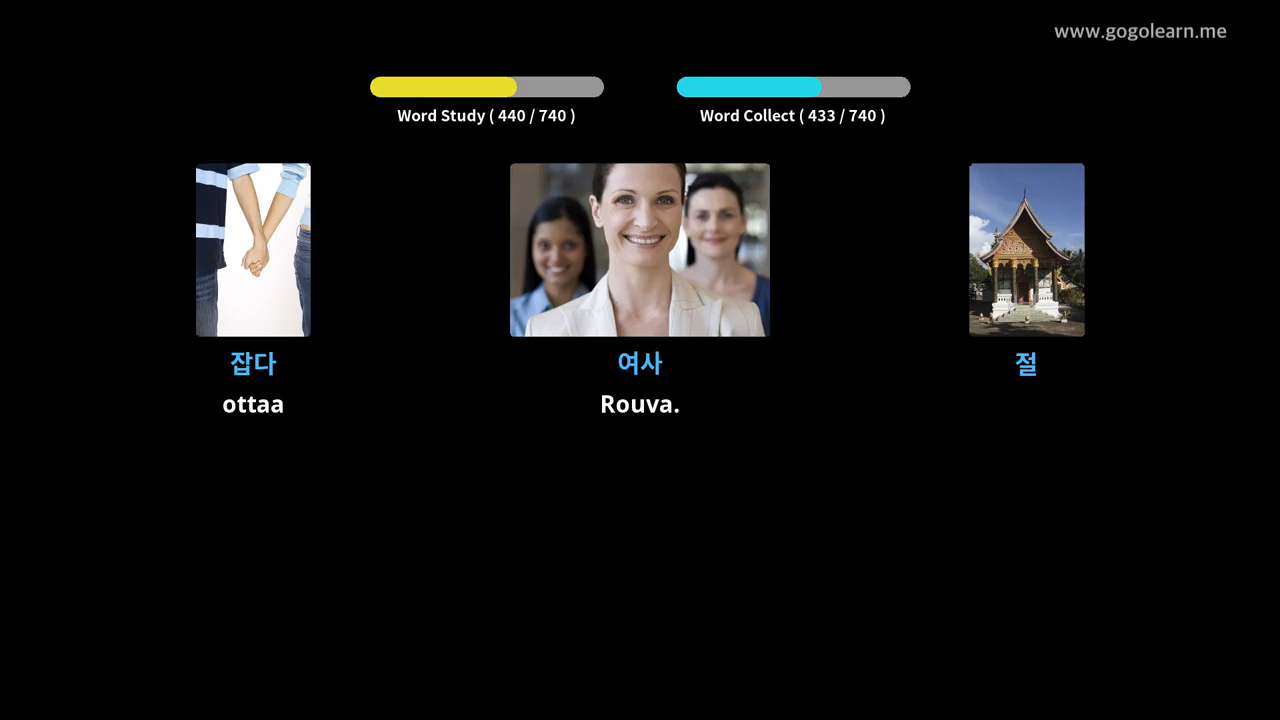 www.gogolearn.me
Word Study ( 440 / 740 )
Word Collect ( 433 / 740 )
잡다
여사
절
ottaa
Rouva.